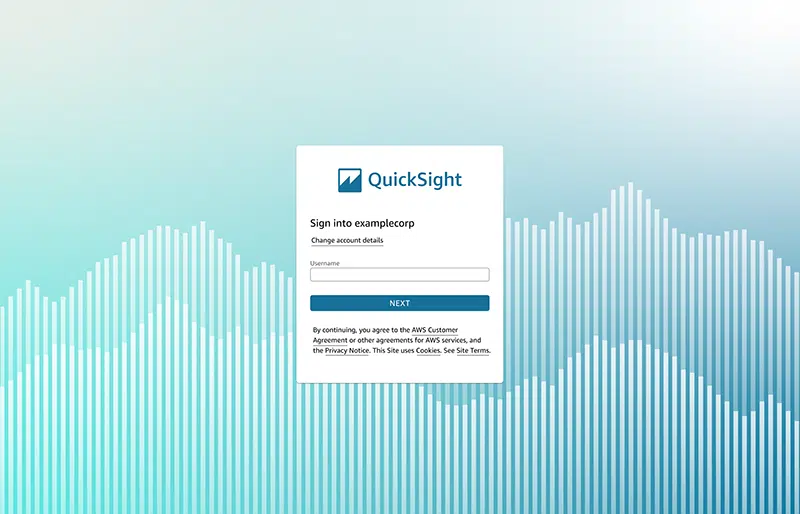 QuickSight
Sign into examplecorp
Change account details
Username
NEXT
By continuing, you agree to the AWS Customer
Agreement or other agreements for AWS services, and
the Privacy Notice. This Site uses Cookies. See Site Terms.